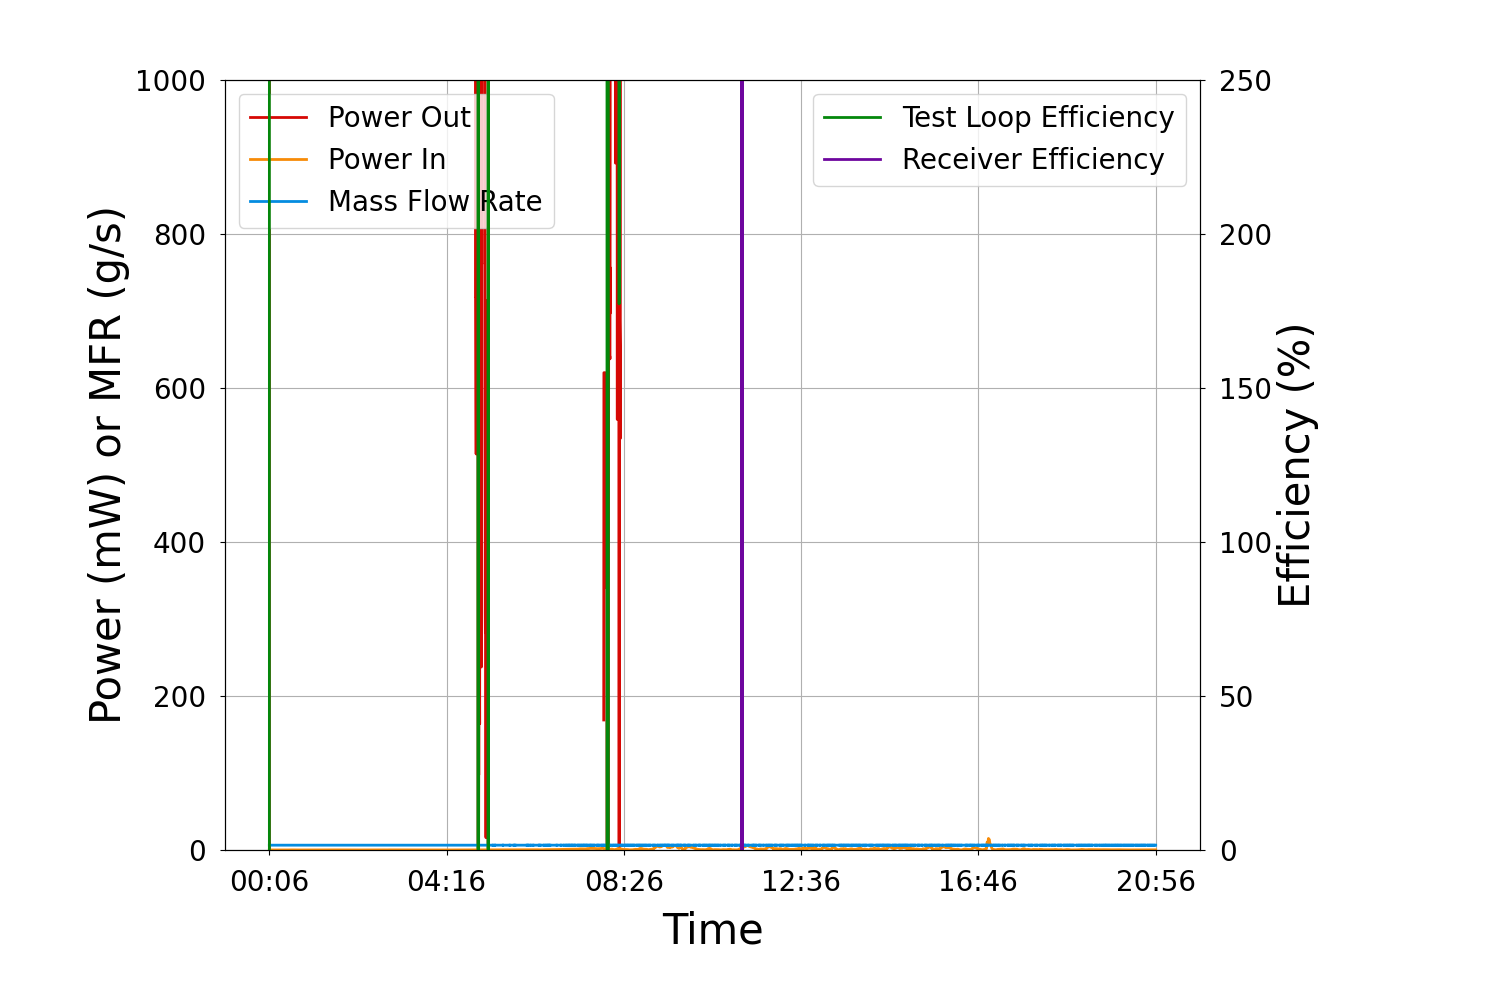 Power (mW) or MFR (g/s)
1000
800
600
400
200
0
Power Out
Power In
Mass Flow Rate
Test Loop Efficiency
Receiver Efficiency
250
200
150
100
50
0
Efficiency (%)
00:06 04:16 08:26 12:36 16:46 20:56
Time